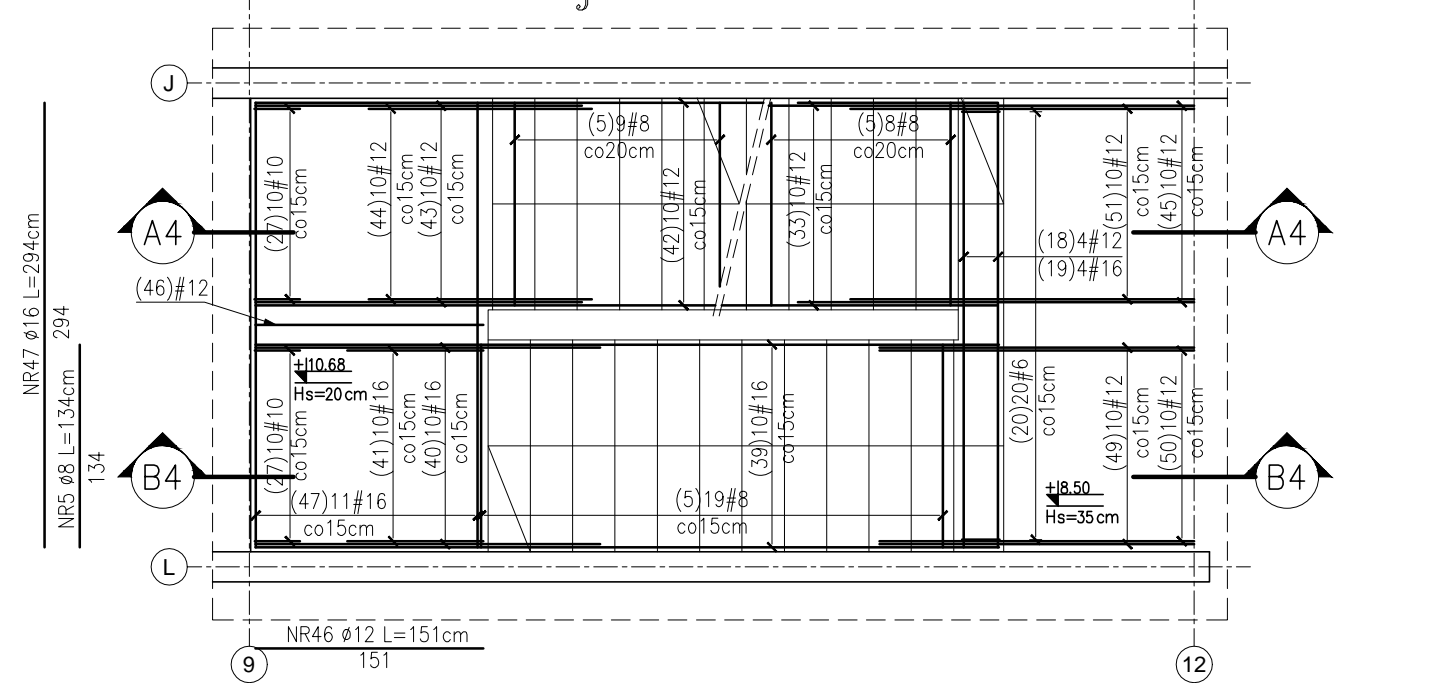 J
(5)9#8
co20cm
(5)8#8
co20cm
(27)10#10
co15cm
(44)10#12
co15cm
(43)10#12
co15cm
(42)10#12
co15cm
(33)10#12
co15cm
(51)10#12
co15cm
(45)10#12
co15cm
A4
A4
(18)4#12
(19)4#16
(46)#12
NR47 ø16 L=294cm
294
NR5 ø8 L=134cm
134
+10.68
Hs=20cm
(27)10#10
co15cm
(41)10#16
co15cm
(40)10#16
co15cm
(39)10#16
co15cm
(20)20#6
co15cm
(49)10#12
co15cm
(50)10#12
co15cm
B4
B4
(47)11#16
co15cm
(5)19#8
co15cm
+8.50
Hs=35cm
L
NR46 ø12 L=151cm
151
9
12